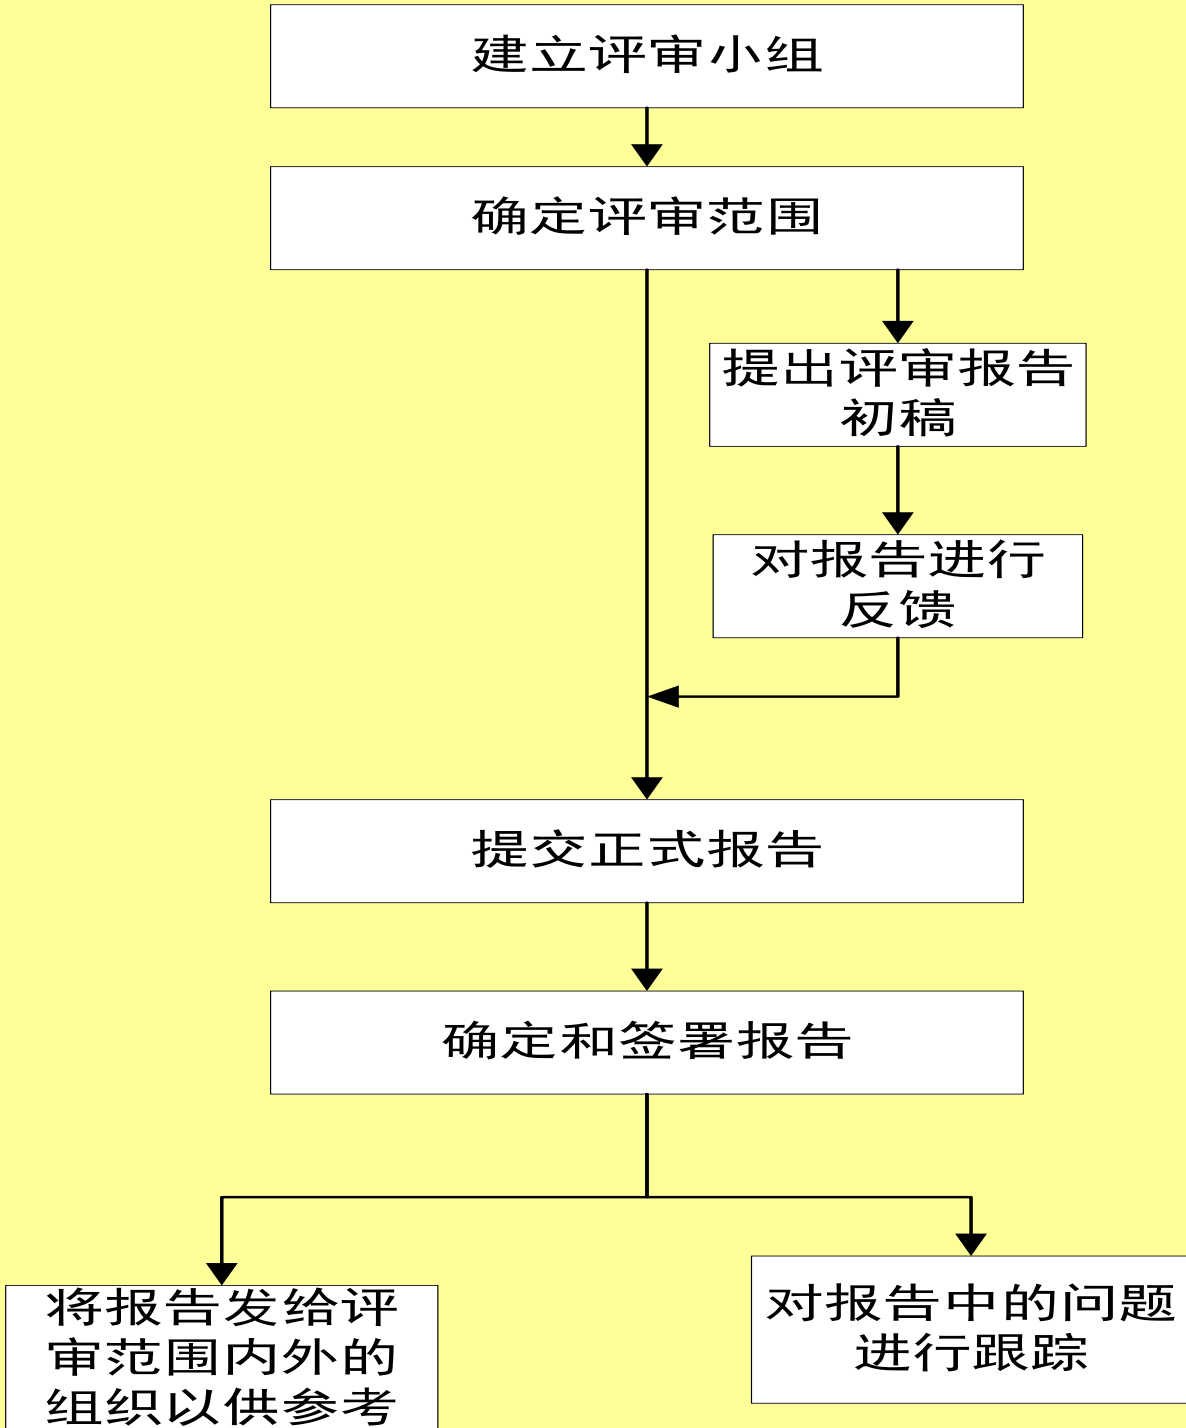 建立评审小组
确定评审范围
提出评审报告
初稿
对报告进行
反馈
提交正式报告
确定和签署报告
将报告发给评
审范围内外的
组织以供参考
对报告中的问题
进行跟踪